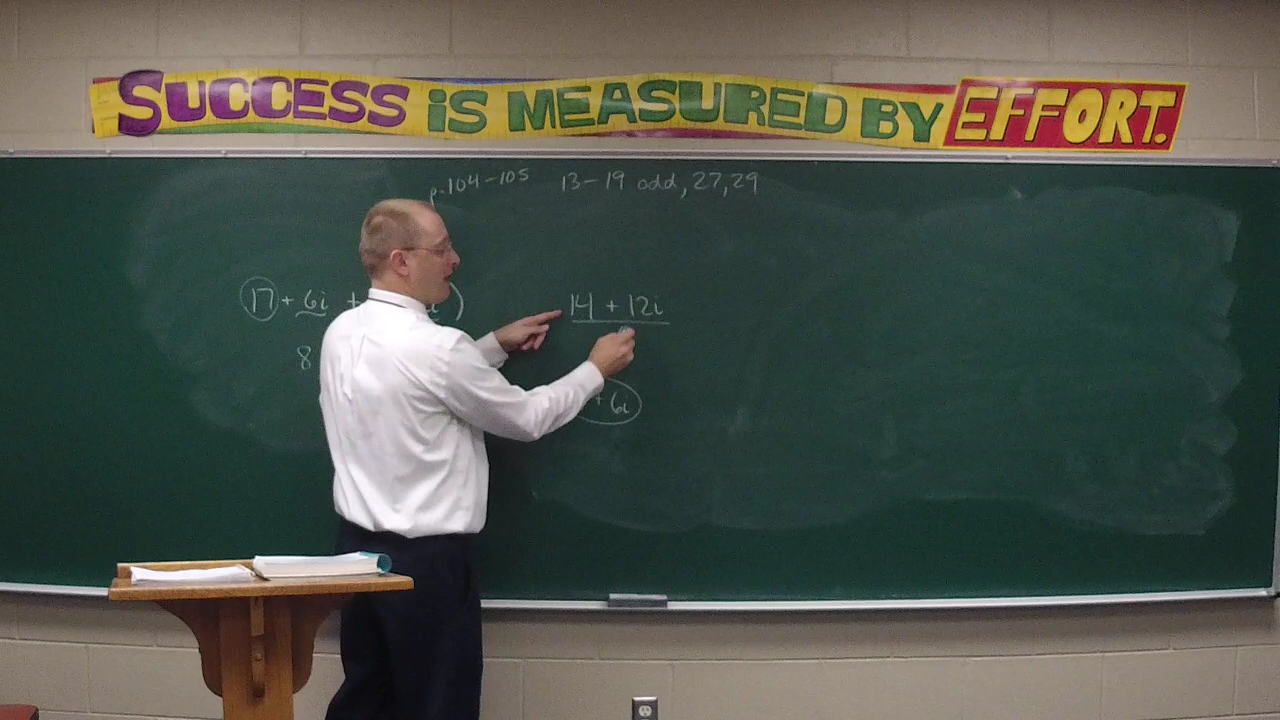 SUCCESS iS MEASURED BY EFFORT.
p.104-105 13-19 odd, 27, 29
17 + 6i + )
14 + 12i
8
+ 6i